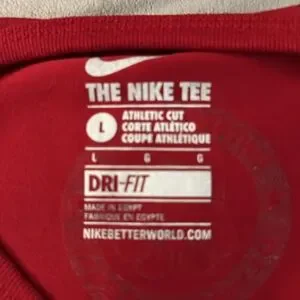 THE NIKE TEE
L
ATHLETIC CUT
CORTE ATLÉTICO
COUPE ATHLÉTIQUE
L G G
DRI-FIT
MADE IN EGYPT
FABRIQUÉ EN ÉGYPTE
NIKEBETTERWORLD.COM